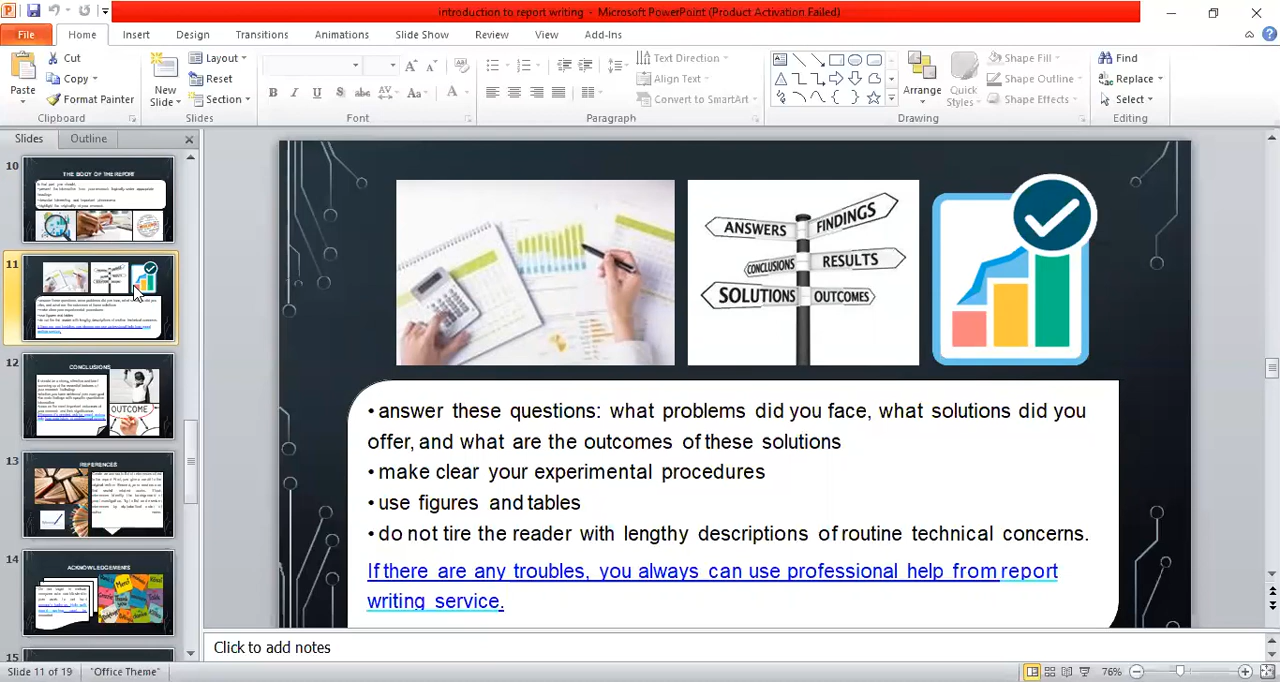 introduction to report writing - Microsoft PowerPoint (Product Activation Failed)
File Home Insert Design Transitions Animations Slide Show Review View Add-Ins
Paste
Cut
Copy
Format Painter
Clipboard
New Slide
Layout
Reset
Section
Slides
B I U S abc AV Aa A
Font
Text Direction
Align Text
Convert to SmartArt
Paragraph
Arrange
Quick Styles
Shape Fill
Shape Outline
Shape Effects
Drawing
Find
Replace
Select
Editing
Slides Outline
10
THE BODY OF THE REPORT
11
12
CONCLUSIONS
OUTCOME
13
REFERENCES
14
ACKNOWLEDGEMENTS
15
ANSWERS
FINDINGS
CONCLUSIONS
RESULTS
SOLUTIONS
OUTCOMES
• answer these qustions: what problems did you face, what solutions did you
offer, and what are the outcomes of these solutions
• make clear your experimental procedures
• use figures and tables
• do not tire the reader with lengthy descriptions of routine technical concerns.
If there are any troubles, you always can use professional help from report
writing service.
Click to add notes
Slide 11 of 19 "Office Theme" 76%